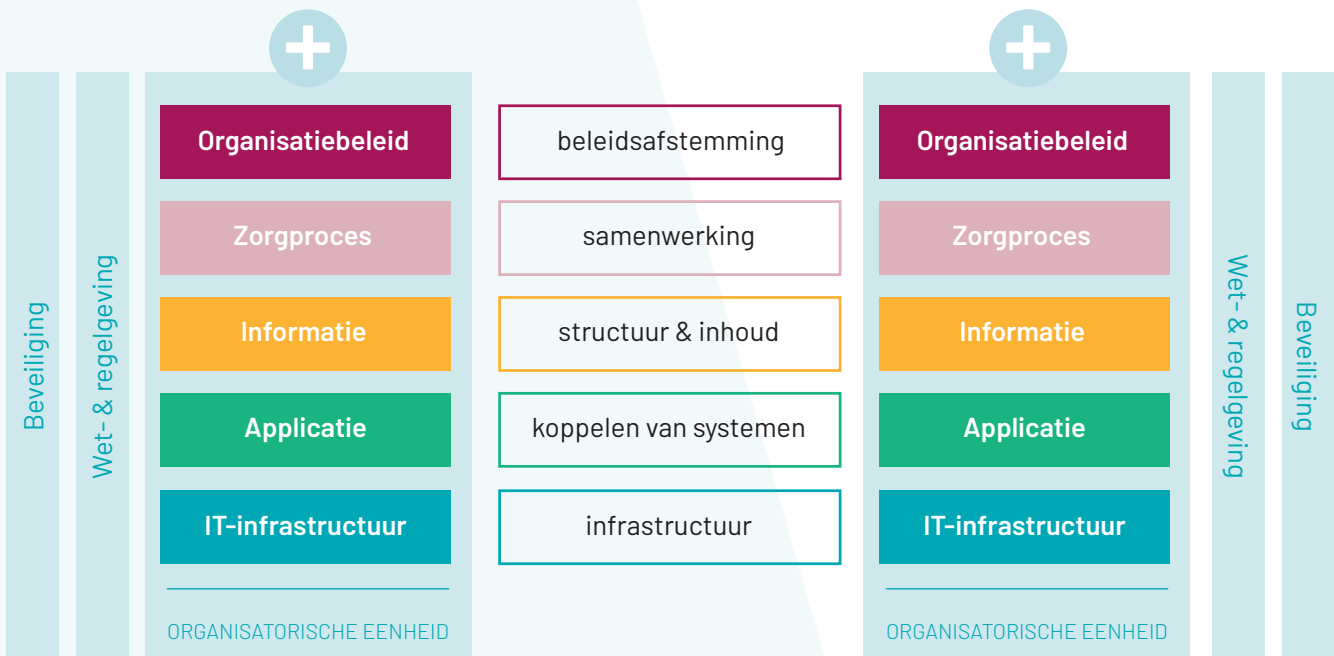 Beveiliging
Wet- & regelgeving
Organisatiebeleid
Zorgproces
Informatie
Applicatie
IT-infrastructuur
ORGANISATORISCHE EENHEID
beleidsafstemming
samenwerking
structuur & inhoud
koppelen van systemen
infrastructuur
Organisatiebeleid
Zorgproces
Informatie
Applicatie
IT-infrastructuur
ORGANISATORISCHE EENHEID
Wet- & regelgeving
Beveiliging